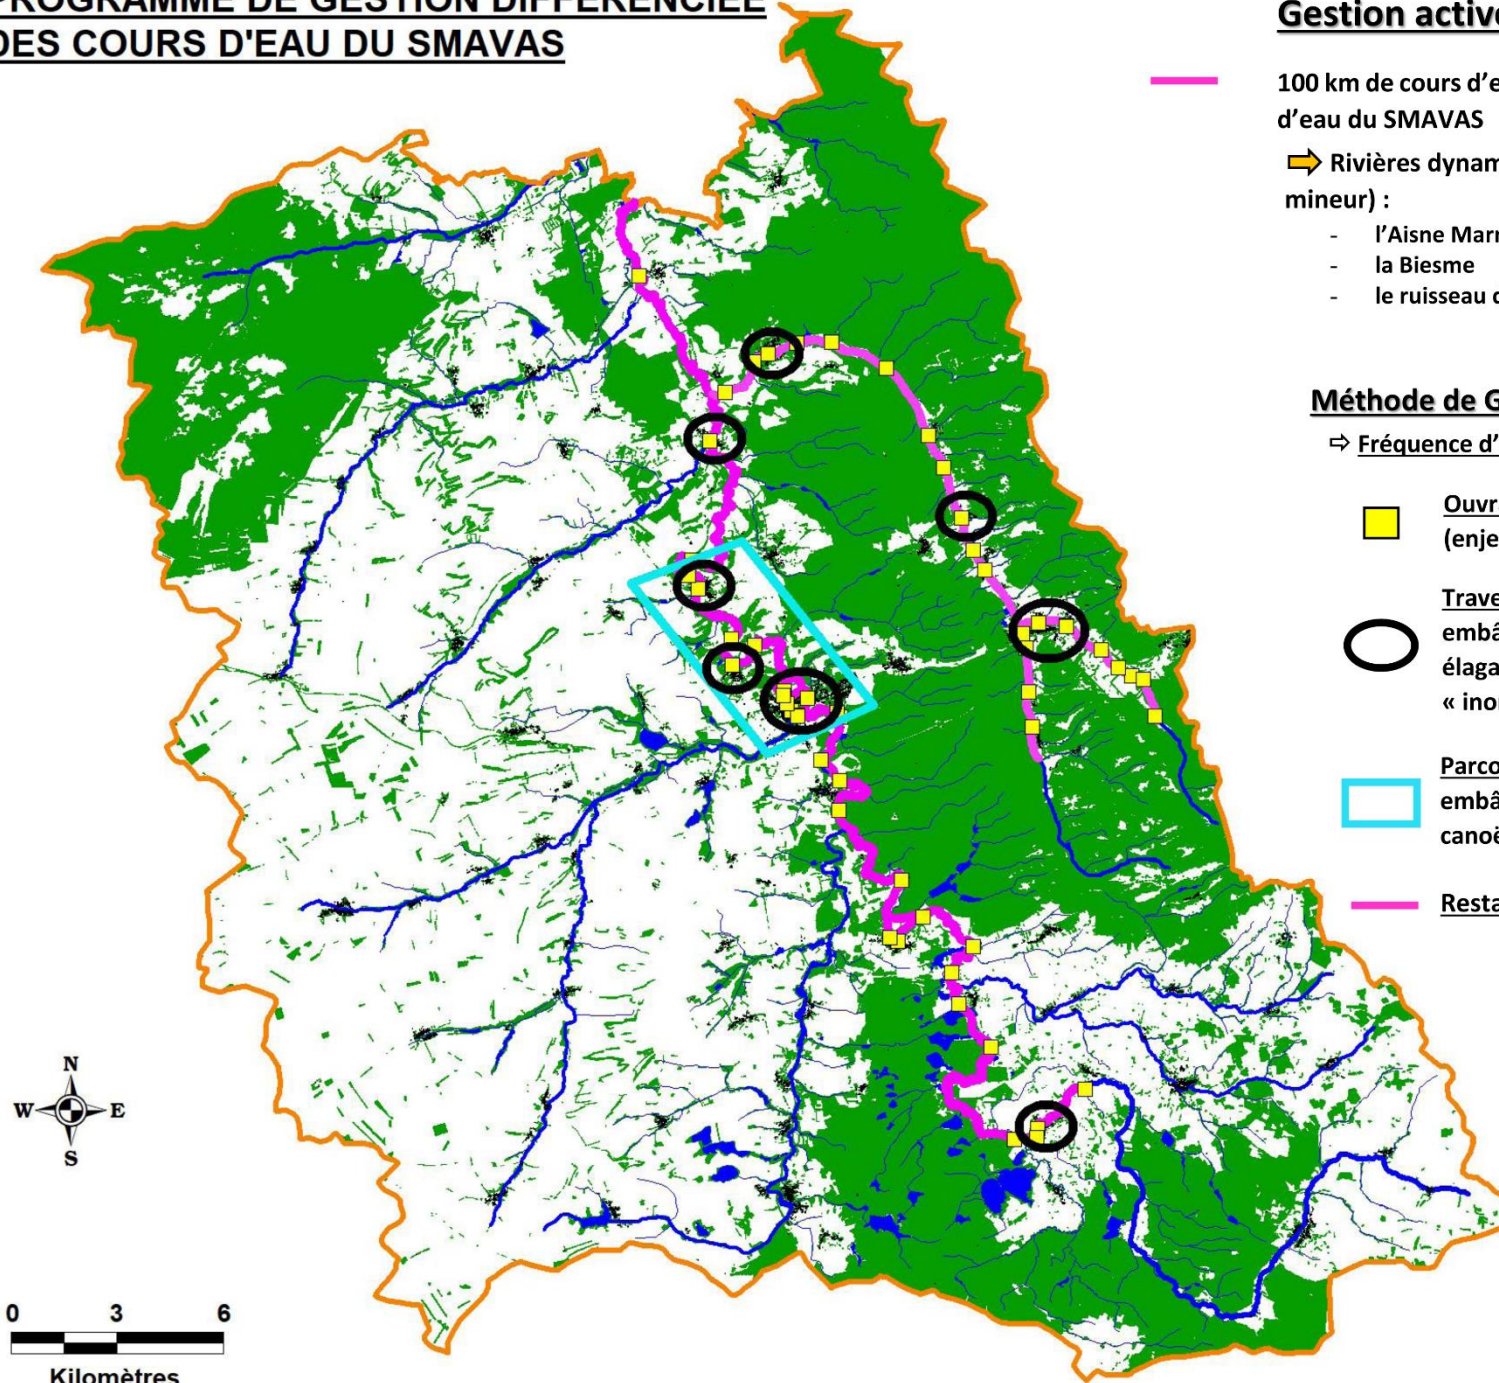 PROGRAMME DE GESTION DIFFERENCIEE
DES COURS D'EAU DU SMAVAS
Gestion active
100 km de cours d'e
d'eau du SMAVAS
Rivières dynam
mineur) :
- l'Aisne Marn
- la Biesme
- le ruisseau d
Méthode de G
⇨ Fréquence d'
Ouvr
(enje
Trave
embâ
élaga
« inon
Parco
embâ
canoë
Resta
N
W E
S
0 3 6
Kilomètres